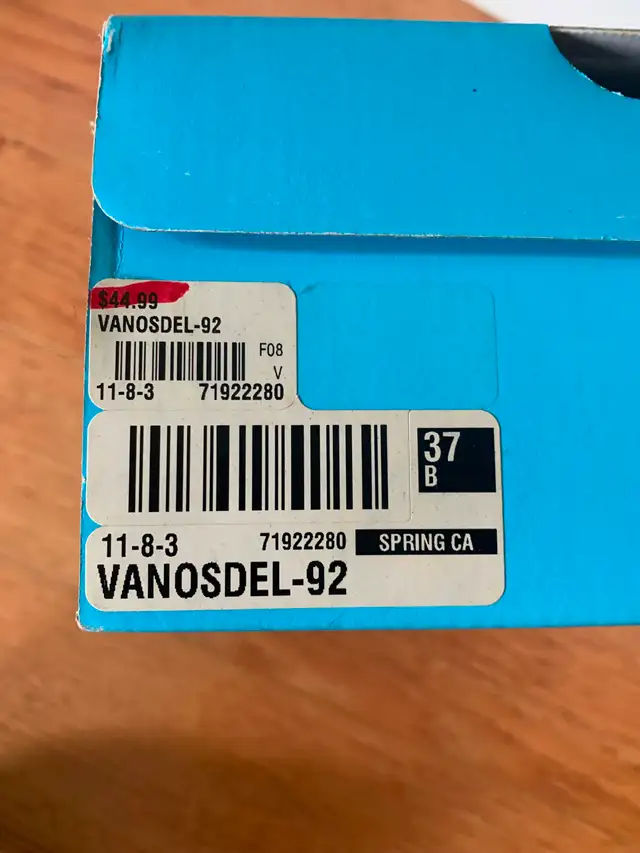 $44.99
VANOSDEL-92
F08
V
11-8-3 71922280
37
B
11-8-3 71922280 SPRING CA
VANOSDEL-92